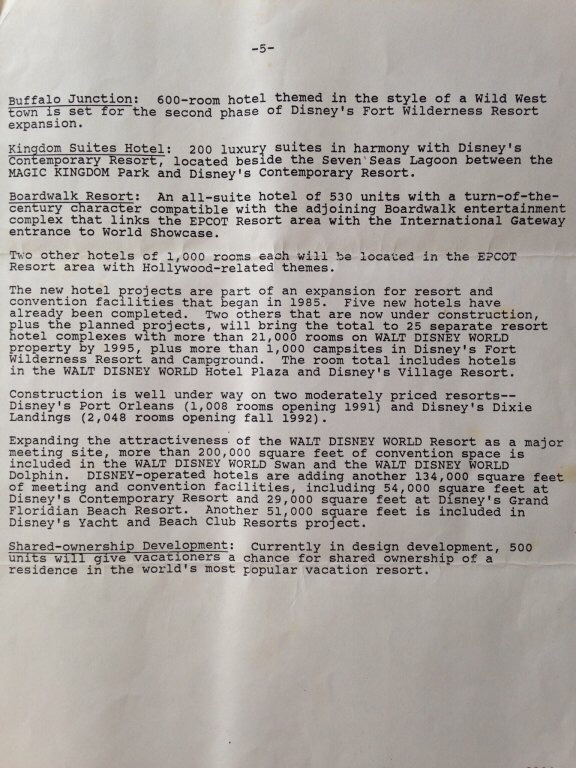 -5-
Buffalo Junction: 600-room hotel themed in the style of a Wild West
town is set for the second phase of Disney's Fort Wilderness Resort
expansion.
Kingdom Suites Hotel: 200 luxury suites in harmony with Disney's
Contemporary Resort, located beside the Seven Seas Lagoon between the
MAGIC KINGDOM Park and Disney's Contemporary Resort.
Boardwalk Resort: An all-suite hotel of 530 units with a turn-of-the-
century character compatible with the adjoining Boardwalk entertainment
complex that links the EPCOT Resort area with the International Gateway
entrance to World Showcase.
Two other hotels of 1,000 rooms each will be located in the EPCOT
Resort area with Hollywood-related themes.
The new hotel projects are part of an expansion for resort and
convention facilities that began in 1985. Five new hotels have
already been completed. Two others that are now under construction,
plus the planned projects, will bring the total to 25 separate resort
hotel complexes with more than 21,000 rooms on WALT DISNEY WORLD
property by 1995, plus more than 1,000 campsites in Disney's Fort
Wilderness Resort and Campground. The room total includes hotels
in the WALT DISNEY WORLD Hotel Plaza and Disney's Village Resort.
Construction is well under way on two moderately priced resorts--
Disney's Port Orleans (1,008 rooms opening 1991) and Disney's Dixie
Landings (2,048 rooms opening fall 1992).
Expanding the attractiveness of the WALT DISNEY WORLD Resort as a major
meeting site, more than 200,000 square feet of convention space is
included in the WALT DISNEY WORLD Swan and the WALT DISNEY WORLD
Dolphin. DISNEY-operated hotels are adding another 134,000 square feet
of meeting and convention facilities, including 54,000 square feet at
Disney's Contemporary Resort and 29,000 square feet at Disney's Grand
Floridian Beach Resort. Another 51,000 square feet is included in
Disney's Yacht and Beach Club Resorts project.
Shared-ownership Development: Currently in design development, 500
units will give vacationers a chance for shared ownership of a
residence in the world's most popular vacation resort.